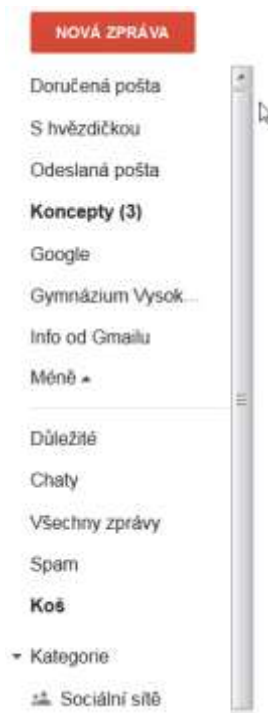 NOVÁ ZPRÁVA
Doručená pošta
S hvězdičkou
Odeslaná pošta
Koncepty (3)
Google
Gymnázium Vysok...
Info od Gmailu
Méně
Důležité
Chaty
Všechny zprávy
Spam
Koš
Kategorie
Sociální sítě